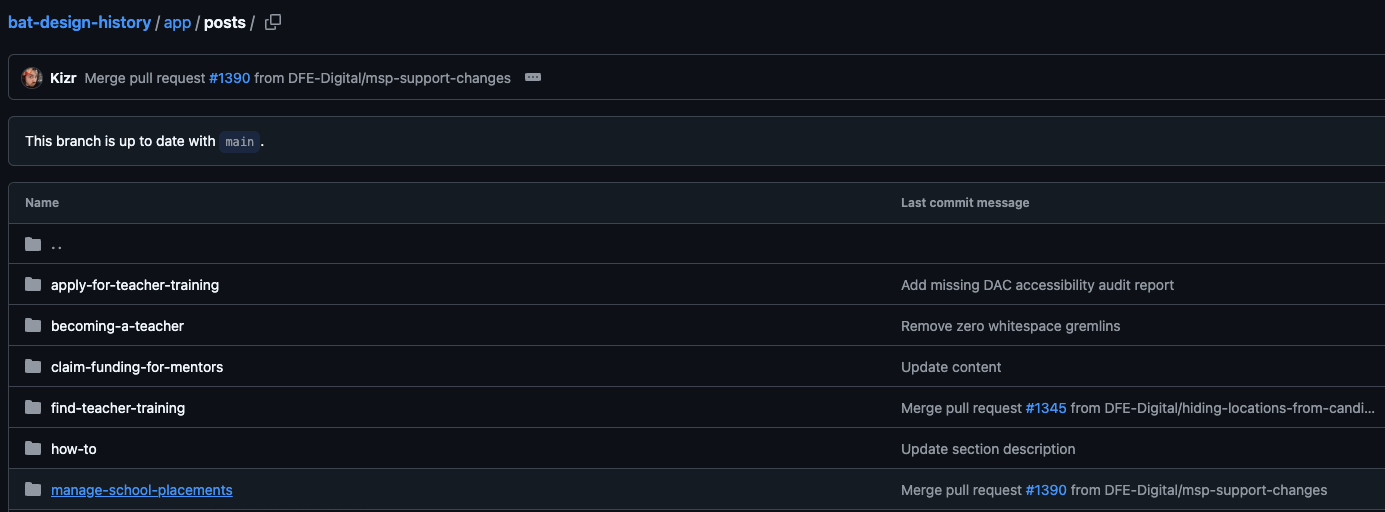 bat-design-history / app / posts /
Kizr Merge pull request #1390 from DFE-Digital/msp-support-changes
This branch is up to date with main .
Name Last commit message
..
apply-for-teacher-training Add missing DAC accessibility audit report
becoming-a-teacher Remove zero whitespace gremlins
claim-funding-for-mentors Update content
find-teacher-training Merge pull request #1345 from DFE-Digital/hiding-locations-from-candi...
how-to Update section description
manage-school-placements Merge pull request #1390 from DFE-Digital/msp-support-changes